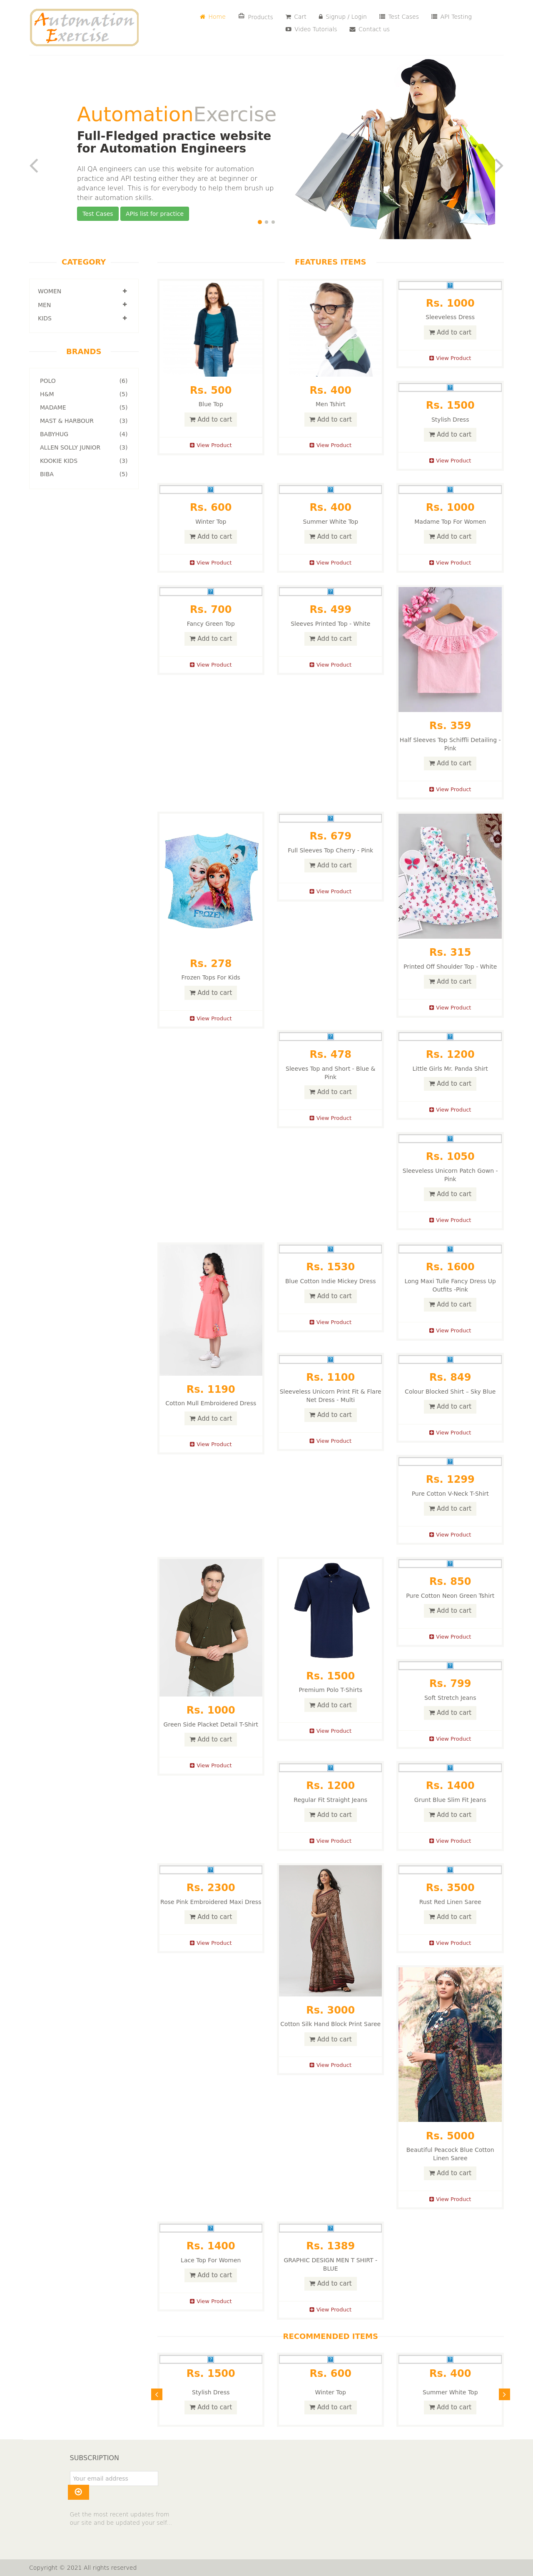 Automation
Exercise
Home
Products
Cart
Signup / Login
Test Cases
API Testing
Video Tutorials
Contact us
AutomationExercise
Full-Fledged practice website
for Automation Engineers
All QA engineers can use this website for automation
practice and API testing either they are at beginner or
advance level. This is for everybody to help them brush up
their automation skills.
Test Cases
APIs list for practice
CATEGORY
WOMEN
MEN
KIDS
BRANDS
POLO (6)
H&M (5)
MADAME (5)
MAST & HARBOUR (3)
BABYHUG (4)
ALLEN SOLLY JUNIOR (3)
KOOKIE KIDS (3)
BIBA (5)
FEATURES ITEMS
Rs. 500
Blue Top
Add to cart
View Product
Rs. 400
Men Tshirt
Add to cart
View Product
Rs. 1000
Sleeveless Dress
Add to cart
View Product
Rs. 1500
Stylish Dress
Add to cart
View Product
Rs. 600
Winter Top
Add to cart
View Product
Rs. 400
Summer White Top
Add to cart
View Product
Rs. 1000
Madame Top For Women
Add to cart
View Product
Rs. 700
Fancy Green Top
Add to cart
View Product
Rs. 499
Sleeves Printed Top - White
Add to cart
View Product
Rs. 359
Half Sleeves Top Schiffli Detailing -
Pink
Add to cart
View Product
FROZEN
Rs. 278
Frozen Tops For Kids
Add to cart
View Product
Rs. 679
Full Sleeves Top Cherry - Pink
Add to cart
View Product
Rs. 315
Printed Off Shoulder Top - White
Add to cart
View Product
Rs. 478
Sleeves Top and Short - Blue &
Pink
Add to cart
View Product
Rs. 1200
Little Girls Mr. Panda Shirt
Add to cart
View Product
Rs. 1050
Sleeveless Unicorn Patch Gown -
Pink
Add to cart
View Product
Rs. 1190
Cotton Mull Embroidered Dress
Add to cart
View Product
Rs. 1530
Blue Cotton Indie Mickey Dress
Add to cart
View Product
Rs. 1600
Long Maxi Tulle Fancy Dress Up
Outfits -Pink
Add to cart
View Product
Rs. 1100
Sleeveless Unicorn Print Fit & Flare
Net Dress - Multi
Add to cart
View Product
Rs. 849
Colour Blocked Shirt – Sky Blue
Add to cart
View Product
Rs. 1299
Pure Cotton V-Neck T-Shirt
Add to cart
View Product
Rs. 1000
Green Side Placket Detail T-Shirt
Add to cart
View Product
Rs. 1500
Premium Polo T-Shirts
Add to cart
View Product
Rs. 850
Pure Cotton Neon Green Tshirt
Add to cart
View Product
Rs. 799
Soft Stretch Jeans
Add to cart
View Product
Rs. 1200
Regular Fit Straight Jeans
Add to cart
View Product
Rs. 1400
Grunt Blue Slim Fit Jeans
Add to cart
View Product
Rs. 2300
Rose Pink Embroidered Maxi Dress
Add to cart
View Product
Rs. 3000
Cotton Silk Hand Block Print Saree
Add to cart
View Product
Rs. 3500
Rust Red Linen Saree
Add to cart
View Product
Rs. 5000
Beautiful Peacock Blue Cotton
Linen Saree
Add to cart
View Product
Rs. 1400
Lace Top For Women
Add to cart
View Product
Rs. 1389
GRAPHIC DESIGN MEN T SHIRT -
BLUE
Add to cart
View Product
RECOMMENDED ITEMS
Rs. 1500
Stylish Dress
Add to cart
Rs. 600
Winter Top
Add to cart
Rs. 400
Summer White Top
Add to cart
SUBSCRIPTION
Your email address
Get the most recent updates from
our site and be updated your self.
Copyright © 2021 All rights reserved